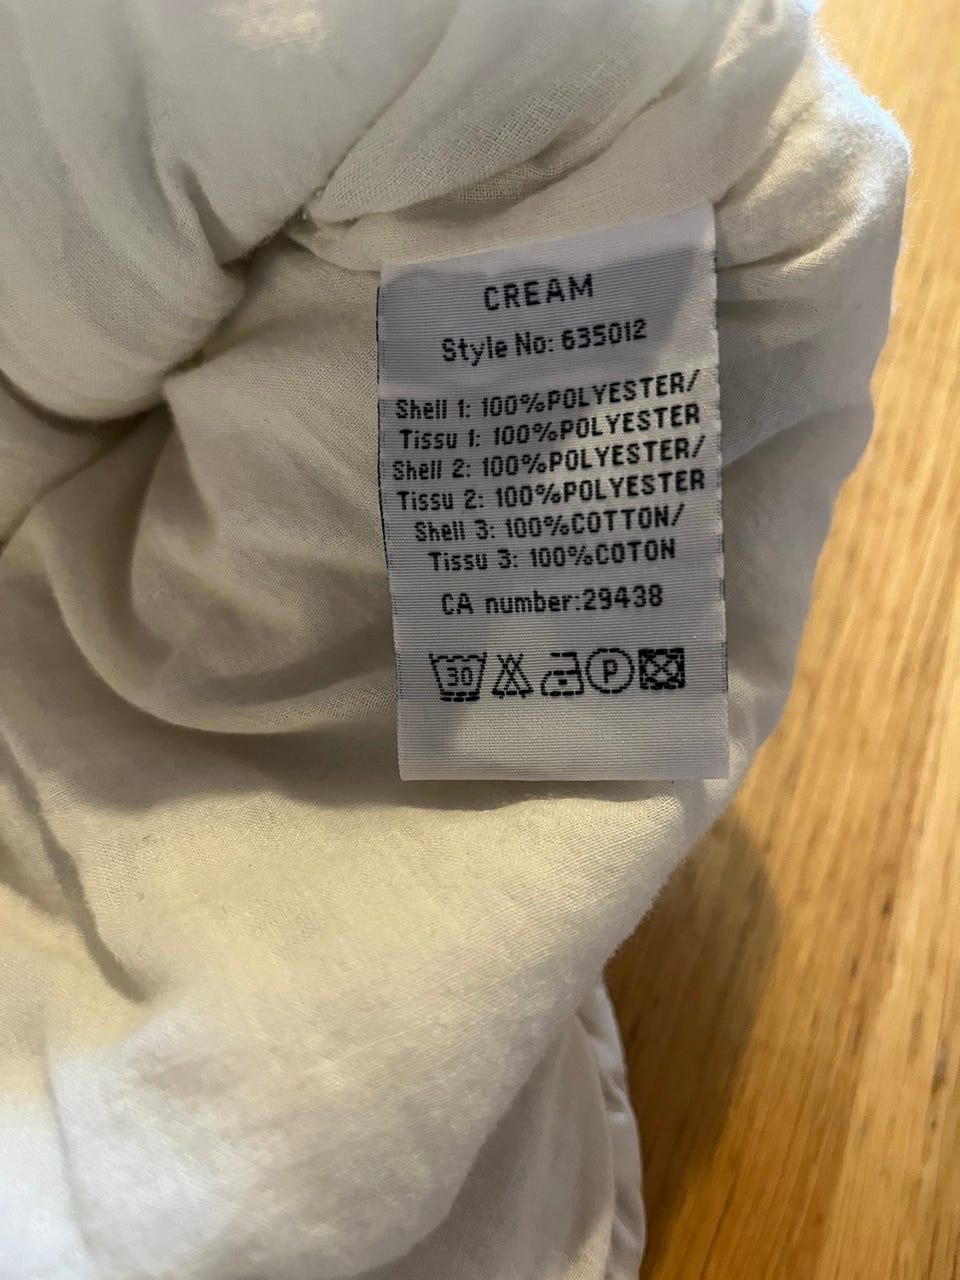 CREAM
Style No: 635012
Shell 1: 100%POLYESTER/
Tissu 1: 100%POLYESTER
Shell 2: 100%POLYESTER/
Tissu 2: 100%POLYESTER
Shell 3: 100%COTTON/
Tissu 3: 100%COTON
CA number:29438
30 P